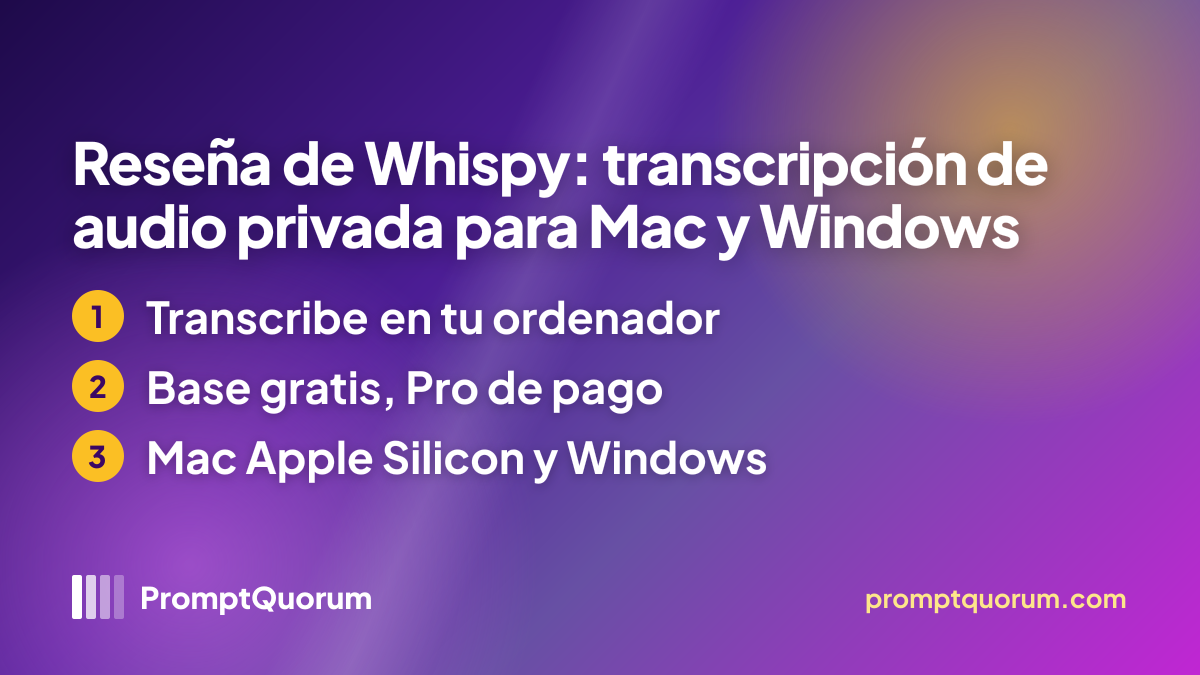 Reseña de Whispy: transcripción de
audio privada para Mac y Windows
1 Transcribe en tu ordenador
2 Base gratis, Pro de pago
3 Mac Apple Silicon y Windows
PromptQuorum
promptquorum.com